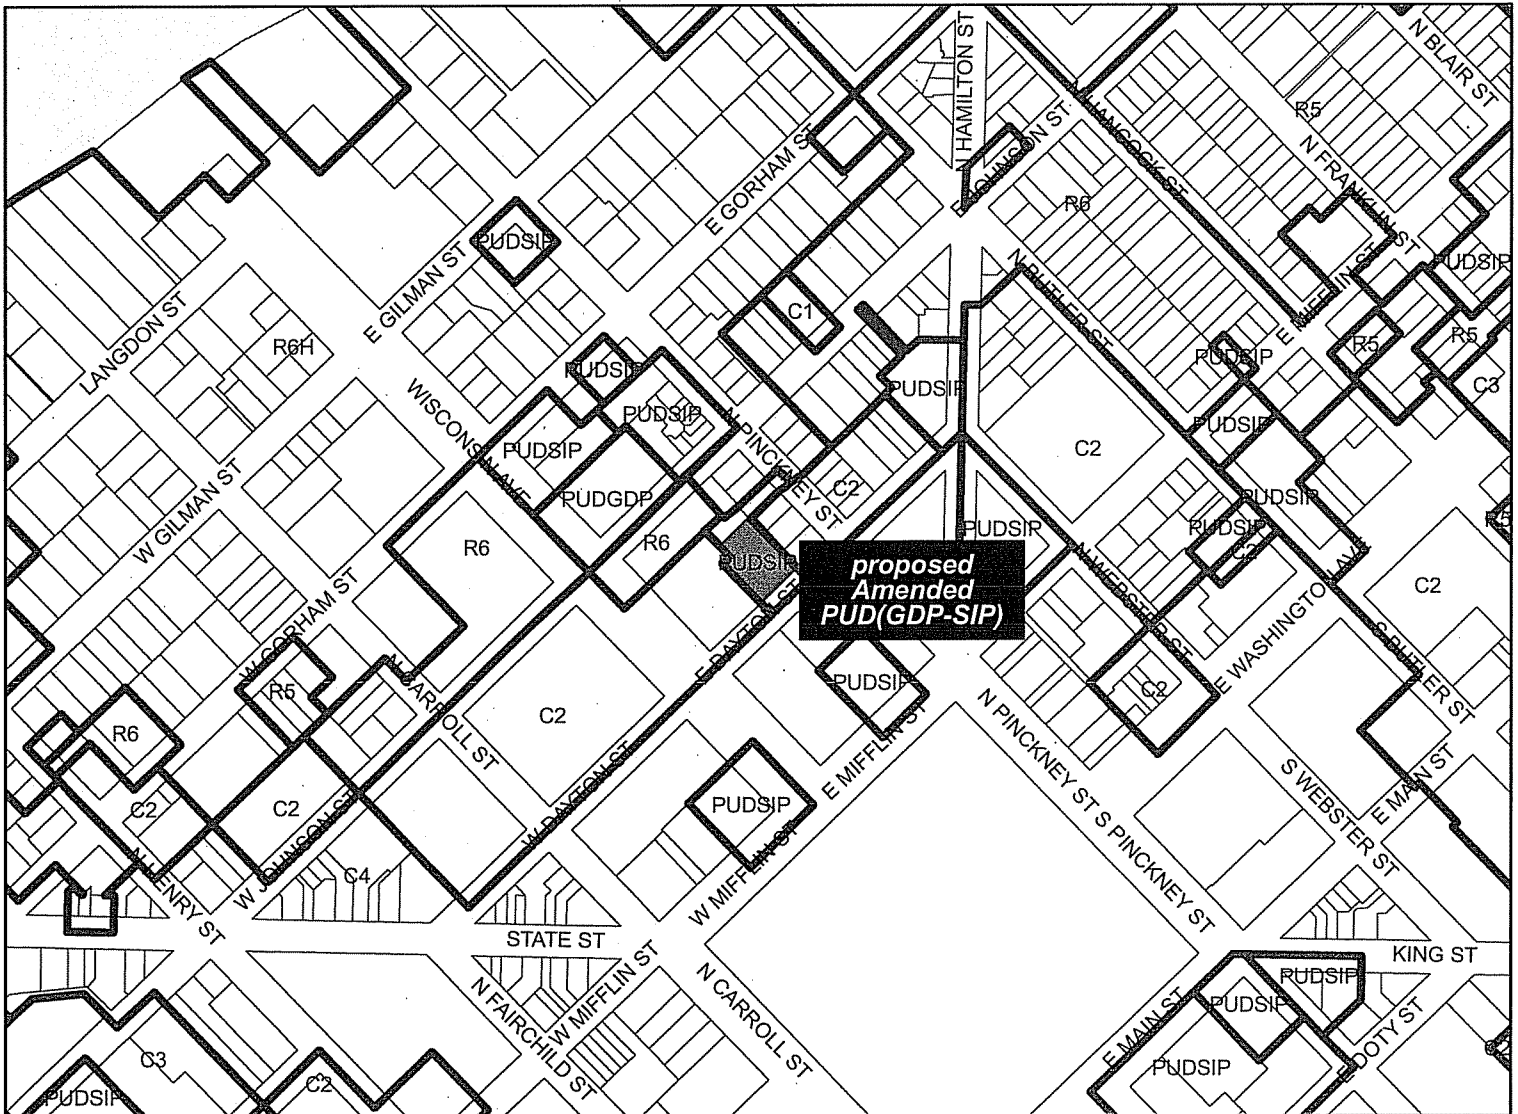 N HAMILTON ST
N BLAIR ST
R5
E GORHAM ST
E JOHNSON ST
N HANCOCK ST
N FRANKLIN ST
R6
PUDSIP
E GILMAN ST
N BUTLER ST
E MIFFLIN ST
PUDSIP
LANGDON ST
C1
R6H
R5
R5
PUDSIP
PUDSIP
PUDSIP
C3
WISCONSIN AVE
PUDSIP
N PINCKNEY ST
PUDSIP
PUDSIP
C2
C2
W GILMAN ST
PUDGDP
PUDSIP
R5
PUDSIP
PUDSIP
R6
R6
C2
PUDSIP
proposed
Amended
PUD(GDP-SIP)
N WEBSTER ST
C2
W GORHAM ST
E DAYTON ST
E WASHINGTON AVE
S BUTLER ST
N CARROLL ST
R5
PUDSIP
C2
C2
R6
N PINCKNEY ST
E MIFFLIN ST
S WEBSTER ST
E MAIN ST
W DAYTON ST
PUDSIP
C2
C2
S PINCKNEY ST
W JOHNSON ST
N HENRY ST
C4
W MIFFLIN ST
STATE ST
KING ST
N FAIRCHILD ST
W MIFFLIN ST
N CARROLL ST
PUDSIP
PUDSIP
E MAIN ST
E DOTY ST
C3
C2
PUDSIP
PUDSIP